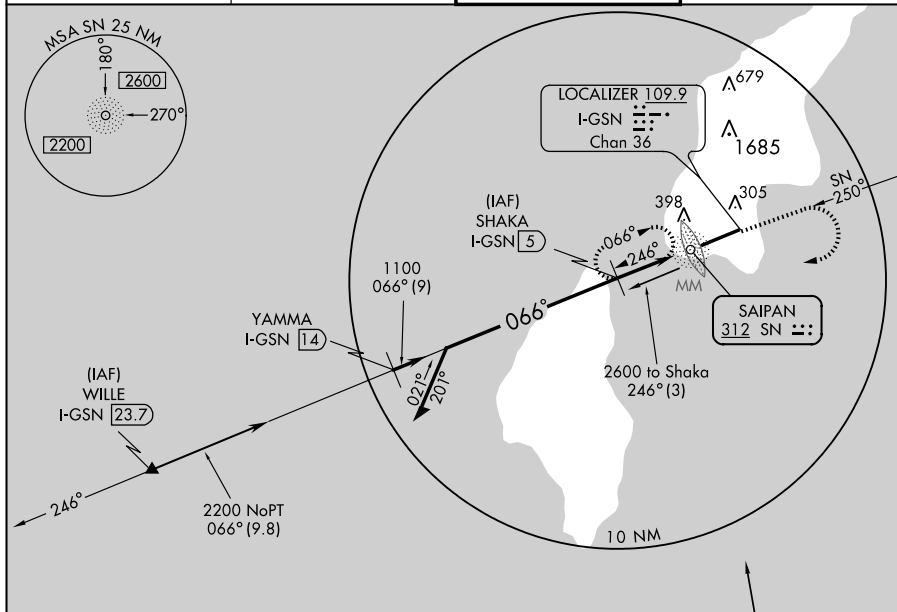 MSA SN 25 NM
180°
2600
270°
2200
LOCALIZER 109.9
I-GSN
Chan 36
679
1685
305
398
SN
250°
(IAF)
SHAKA
I-GSN 5
066°
246°
MM
SAIPAN
312 SN
1100
066° (9)
066°
YAMMA
I-GSN 14
2600 to Shaka
246° (3)
021°
201°
(IAF)
WILLE
I-GSN 23.7
246°
2200 NoPT
066° (9.8)
10 NM